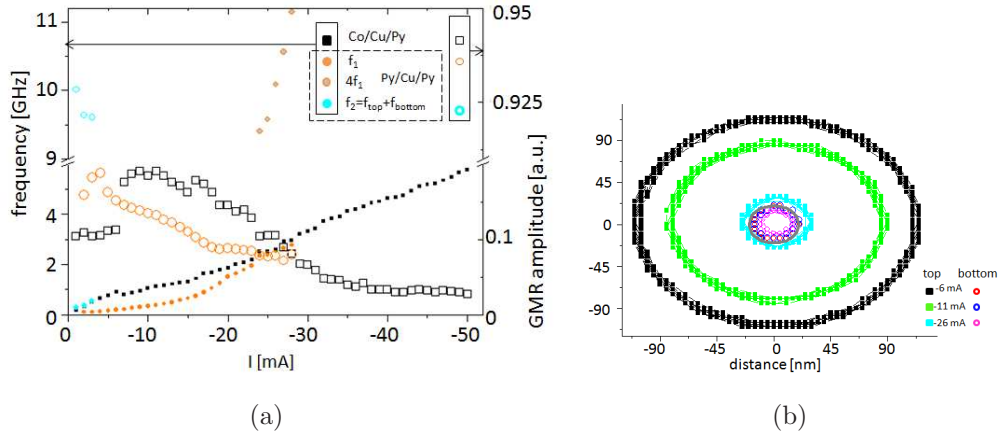 11
10
9
4
2
0
frequency [GHz]
0.95
0.925
0.1
0
GMR amplitude [a.u.]
Co/Cu/Py
f₁
4f₁ Py/Cu/Py
f₂=f_top+f_bottom
0 -10 -20 -30 -40 -50
I [mA]
(a)
90
45
0
-45
-90
-90 -45 0 45 90
distance [nm]
top bottom
-6 mA
-11 mA
-26 mA
(b)